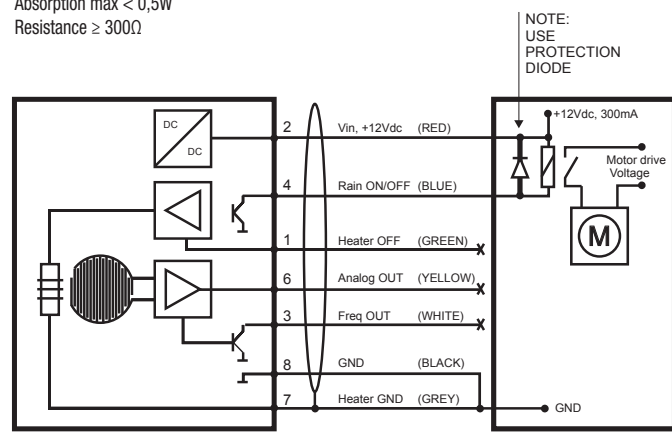 Absorption max < 0,5W
Resistance ≥ 300Ω
NOTE:
USE
PROTECTION
DIODE
DC
DC
2 Vin, +12Vdc (RED)
4 Rain ON/OFF (BLUE)
1 Heater OFF (GREEN)
6 Analog OUT (YELLOW)
3 Freq OUT (WHITE)
8 GND (BLACK)
7 Heater GND (GREY)
+12Vdc, 300mA
Motor drive
Voltage
M
GND